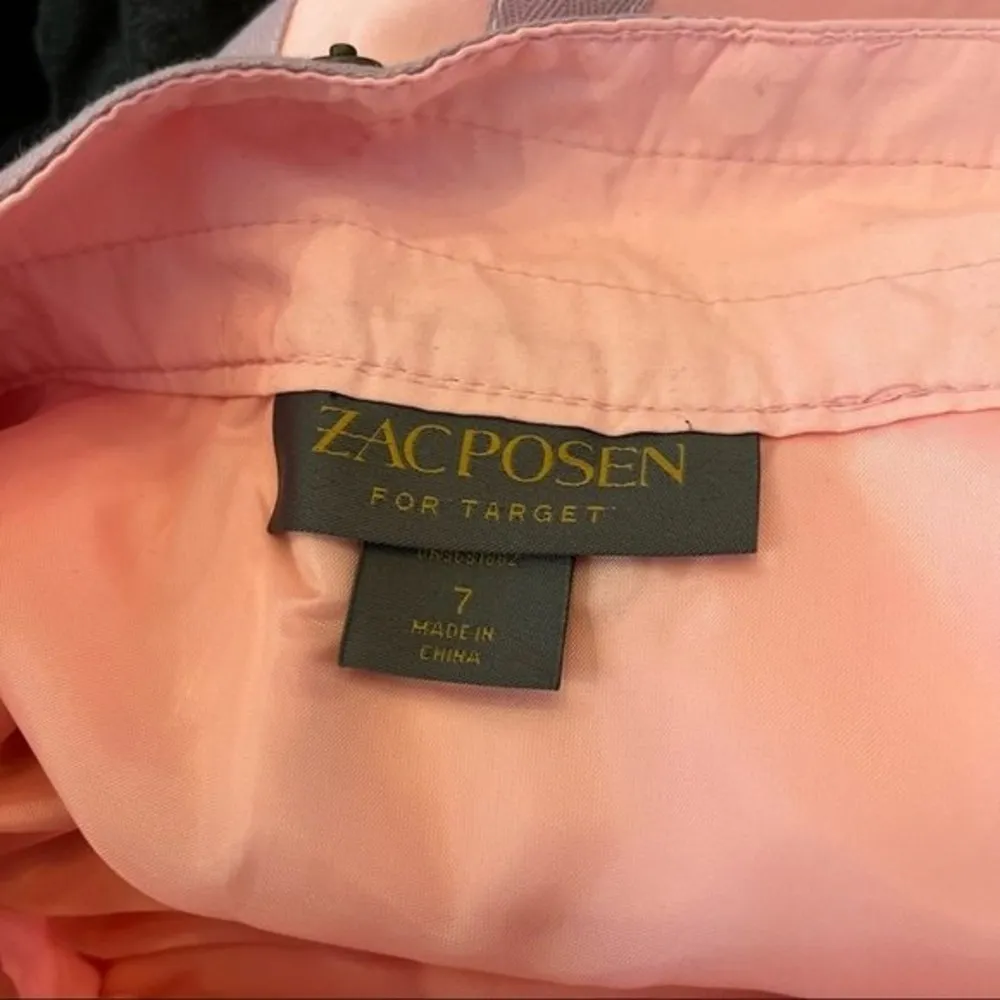 ZAC POSEN
FOR TARGET
7
MADE IN
CHINA